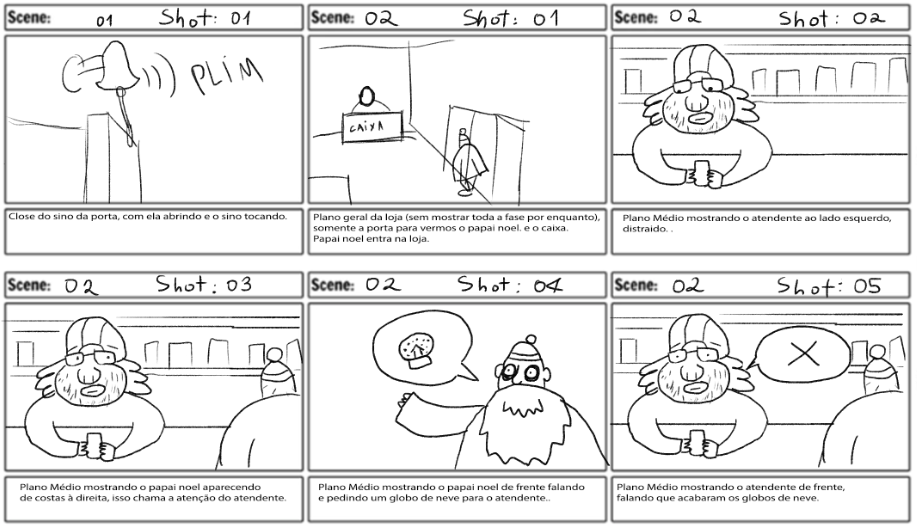 Scene: 01 Shot: 01
PLIM
Close do sino da porta, com ela abrindo e o sino tocando.
Scene: 02 Shot: 01
CAIXA
Plano geral da loja (sem mostrar toda a fase por enquanto),
somente a porta para vermos o papai noel. e o caixa.
Papai noel entra na loja.
Scene: 02 Shot: 02
Plano Médio mostrando o atendente ao lado esquerdo,
distraido. .
Scene: 02 Shot: 03
Plano Médio mostrando o papai noel aparecendo
de costas à direita, isso chama a atenção do atendente.
Scene: 02 Shot: 04
Plano Médio mostrando o papai noel de frente falando
e pedindo um globo de neve para o atendente..
Scene: 02 Shot: 05
Plano Médio mostrando o atendente de frente,
falando que acabaram os globos de neve.